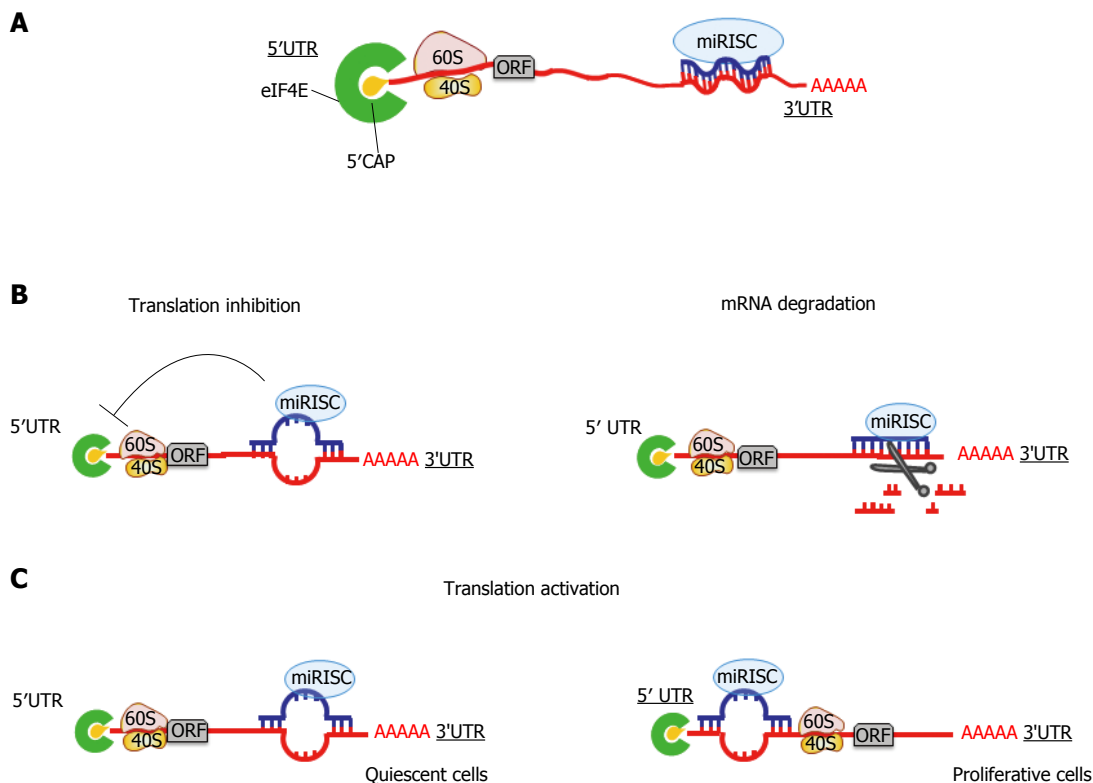 A
5′UTR
eIF4E
5′CAP
60S
40S
ORF
miRISC
AAAAA
3′UTR
B
Translation inhibition
5′UTR
60S
40S
ORF
miRISC
AAAAA 3'UTR
mRNA degradation
5′ UTR
60S
40S
ORF
miRISC
AAAAA 3'UTR
C
Translation activation
5′UTR
60S
40S
ORF
miRISC
AAAAA 3'UTR
Quiescent cells
5′ UTR
miRISC
60S
40S
ORF
AAAAA 3'UTR
Proliferative cells